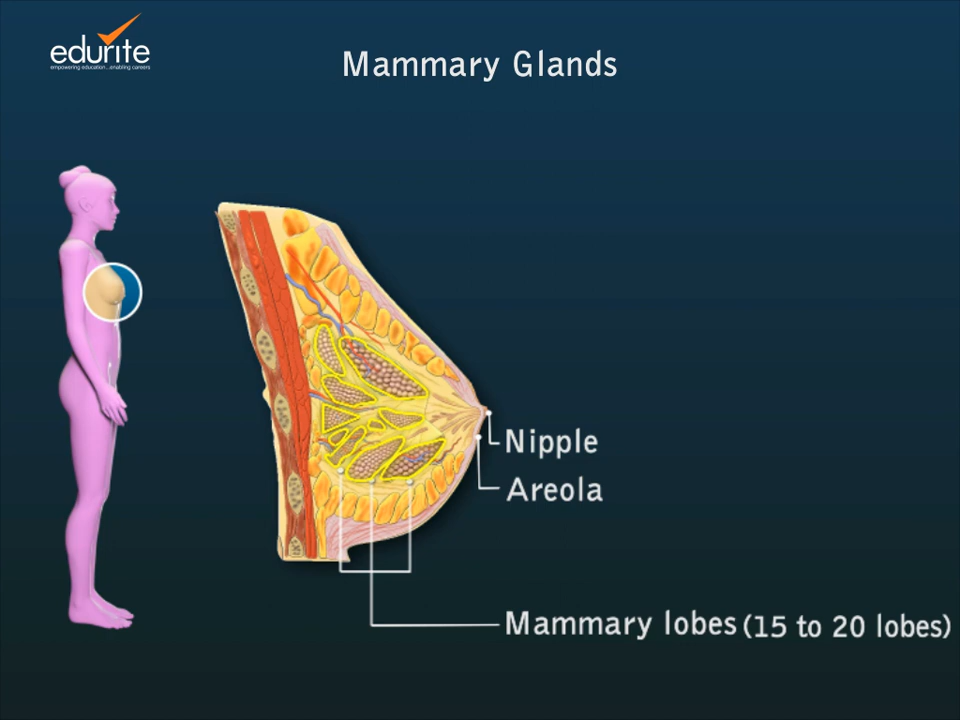 edurite
empowering education...enabling careers
Mammary Glands
Nipple
Areola
Mammary lobes (15 to 20 lobes)